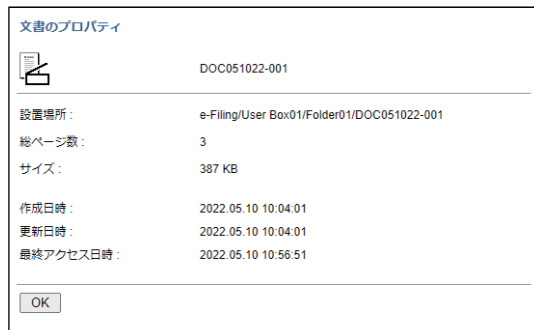 文書のプロパティ
DOC051022-001
設置場所 : e-Filing/User Box01/Folder01/DOC051022-001
総ページ数 : 3
サイズ : 387 KB
作成日時 : 2022.05.10 10:04:01
更新日時 : 2022.05.10 10:04:01
最終アクセス日時 : 2022.05.10 10:56:51
OK